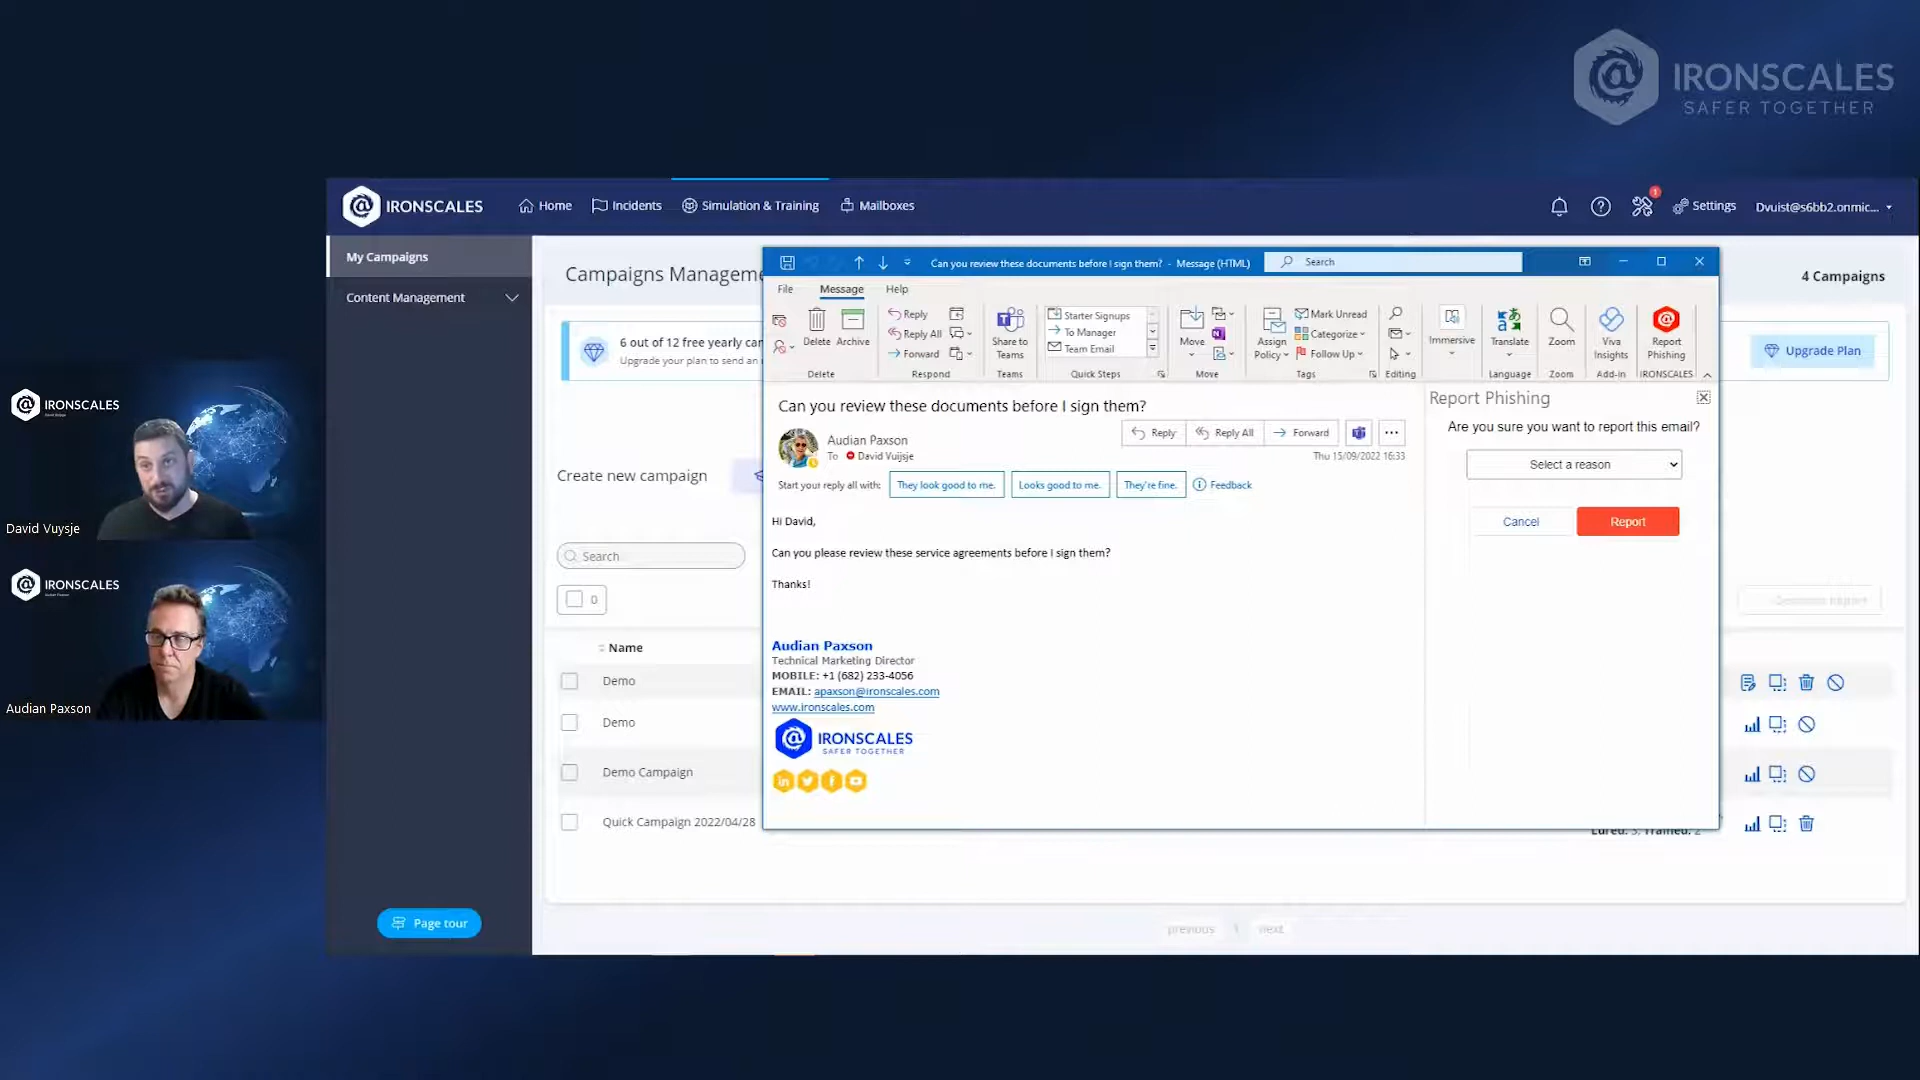 IRONSCALES
SAFER TOGETHER
IRONSCALES
Home
Incidents
Simulation & Training
Mailboxes
1
Settings
Dvuist@s6bb2.onmic...
My Campaigns
Content Management
Page tour
Campaigns Manageme
4 Campaigns
6 out of 12 free yearly can
Upgrade your plan to send an
Upgrade Plan
Create new campaign
Search
0
Name
Demo
Demo
Demo Campaign
Quick Campaign 2022/04/28
Lured: 3, Trained: 2
previous
next
Can you review these documents before I sign them? - Message (HTML)
Search
File
Message
Help
Delete
Archive
Delete
Reply
Reply All
Forward
Respond
Share to
Teams
Teams
Starter Signups
To Manager
Team Email
Quick Steps
Move
Move
Assign
Policy
Mark Unread
Categorize
Follow Up
Tags
Editing
Immersive
Translate
Language
Zoom
Zoom
Viva
Insights
Add-in
Report
Phishing
IRONSCALES
Can you review these documents before I sign them?
Audian Paxson
To David Vuijsje
Reply
Reply All
Forward
Thu 15/09/2022 16:33
Start your reply all with:
They look good to me.
Looks good to me.
They're fine.
Feedback
Hi David,
Can you please review these service agreements before I sign them?
Thanks!
Audian Paxson
Technical Marketing Director
MOBILE: +1 (682) 233-4056
EMAIL: apaxson@ironscales.com
www.ironscales.com
IRONSCALES
SAFER TOGETHER
Report Phishing
Are you sure you want to report this email?
Select a reason
Cancel
Report
IRONSCALES
David Vuysje
IRONSCALES
Audian Paxson